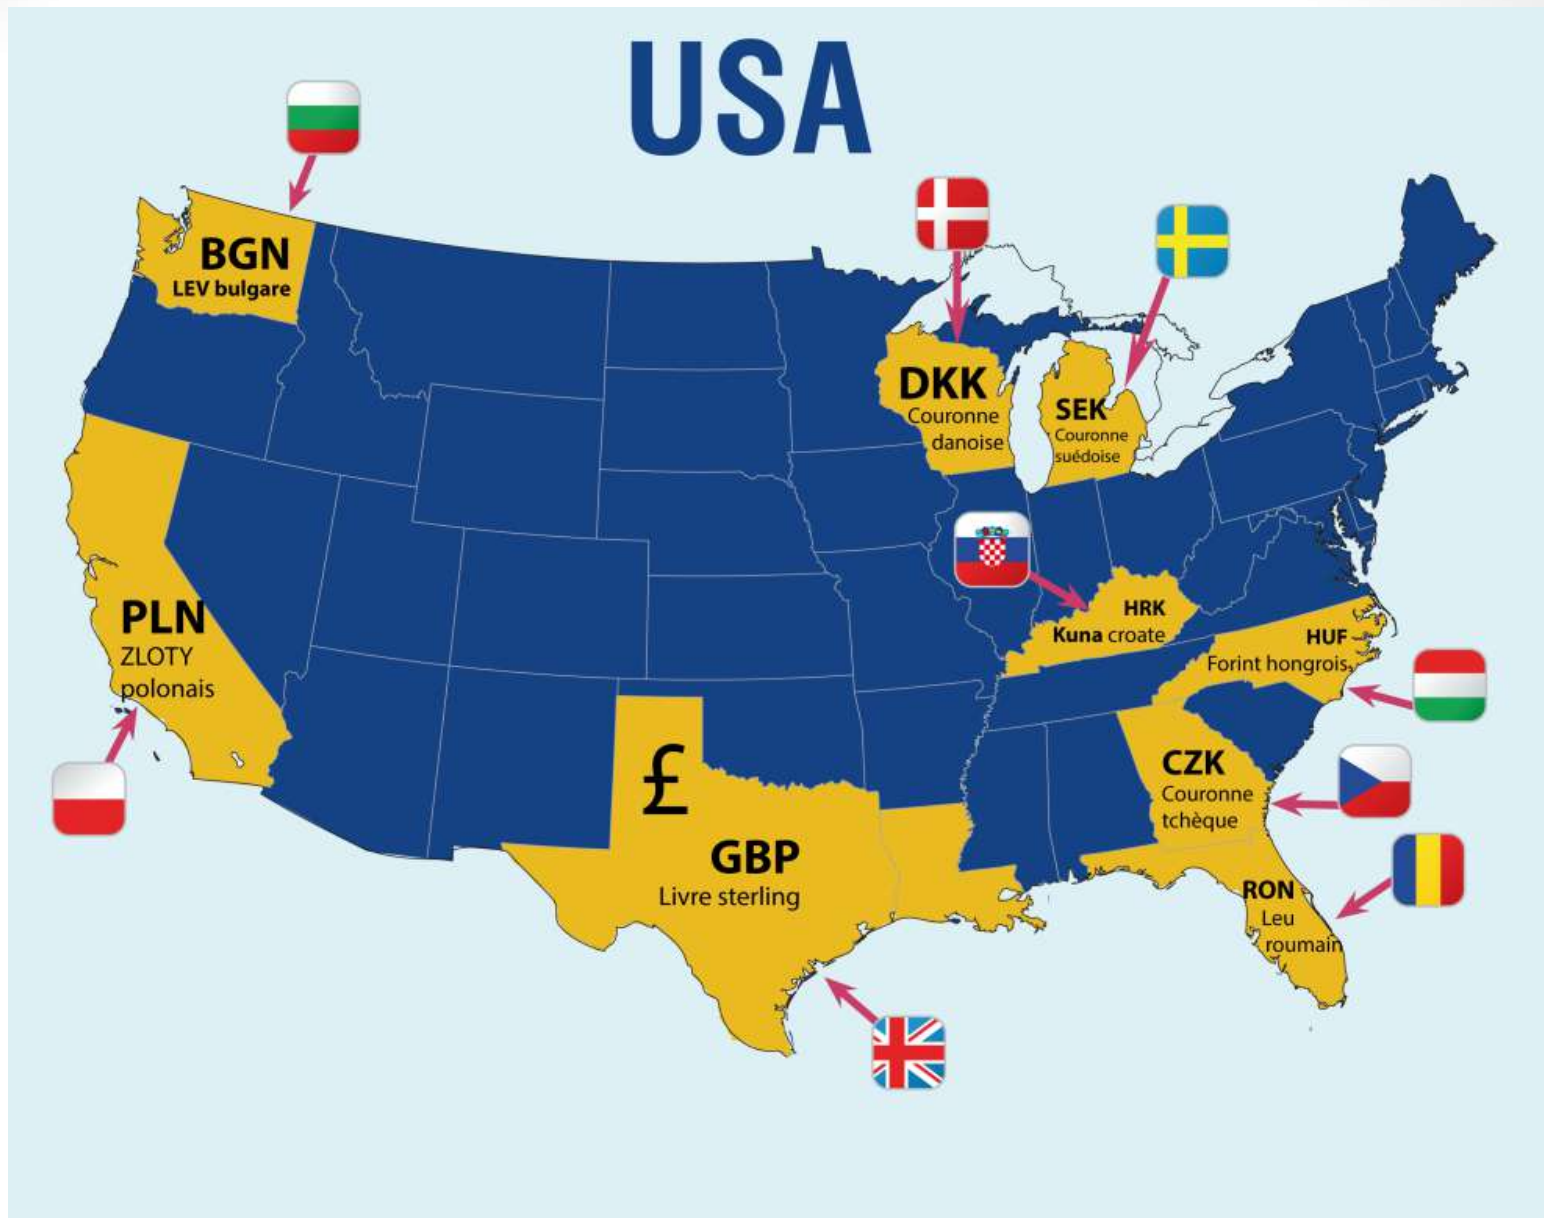 USA
BGN
LEV bulgare
DKK
Couronne
danoise
SEK
Couronne
suédoise
PLN
ZLOTY
polonais
HRK
Kuna croate
HUF
Forint hongrois
£
GBP
Livre sterling
CZK
Couronne
tchèque
RON
Leu
roumain